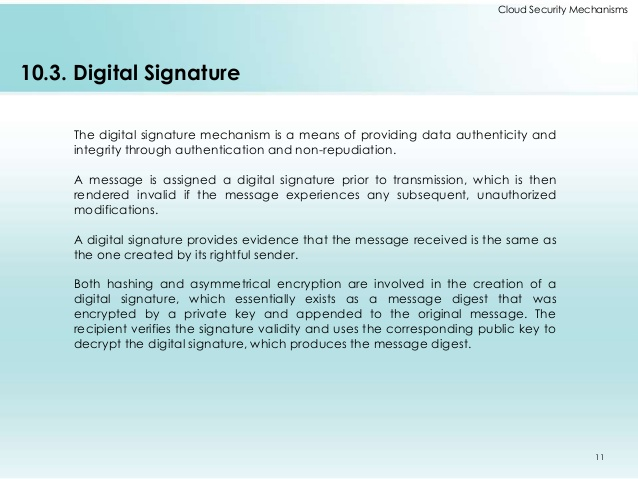 Cloud Security Mechanisms
10.3. Digital Signature
The digital signature mechanism is a means of providing data authenticity and
integrity through authentication and non-repudiation.
A message is assigned a digital signature prior to transmission, which is then
rendered invalid if the message experiences any subsequent, unauthorized
modifications.
A digital signature provides evidence that the message received is the same as
the one created by its rightful sender.
Both hashing and asymmetrical encryption are involved in the creation of a
digital signature, which essentially exists as a message digest that was
encrypted by a private key and appended to the original message. The
recipient verifies the signature validity and uses the corresponding public key to
decrypt the digital signature, which produces the message digest.
11